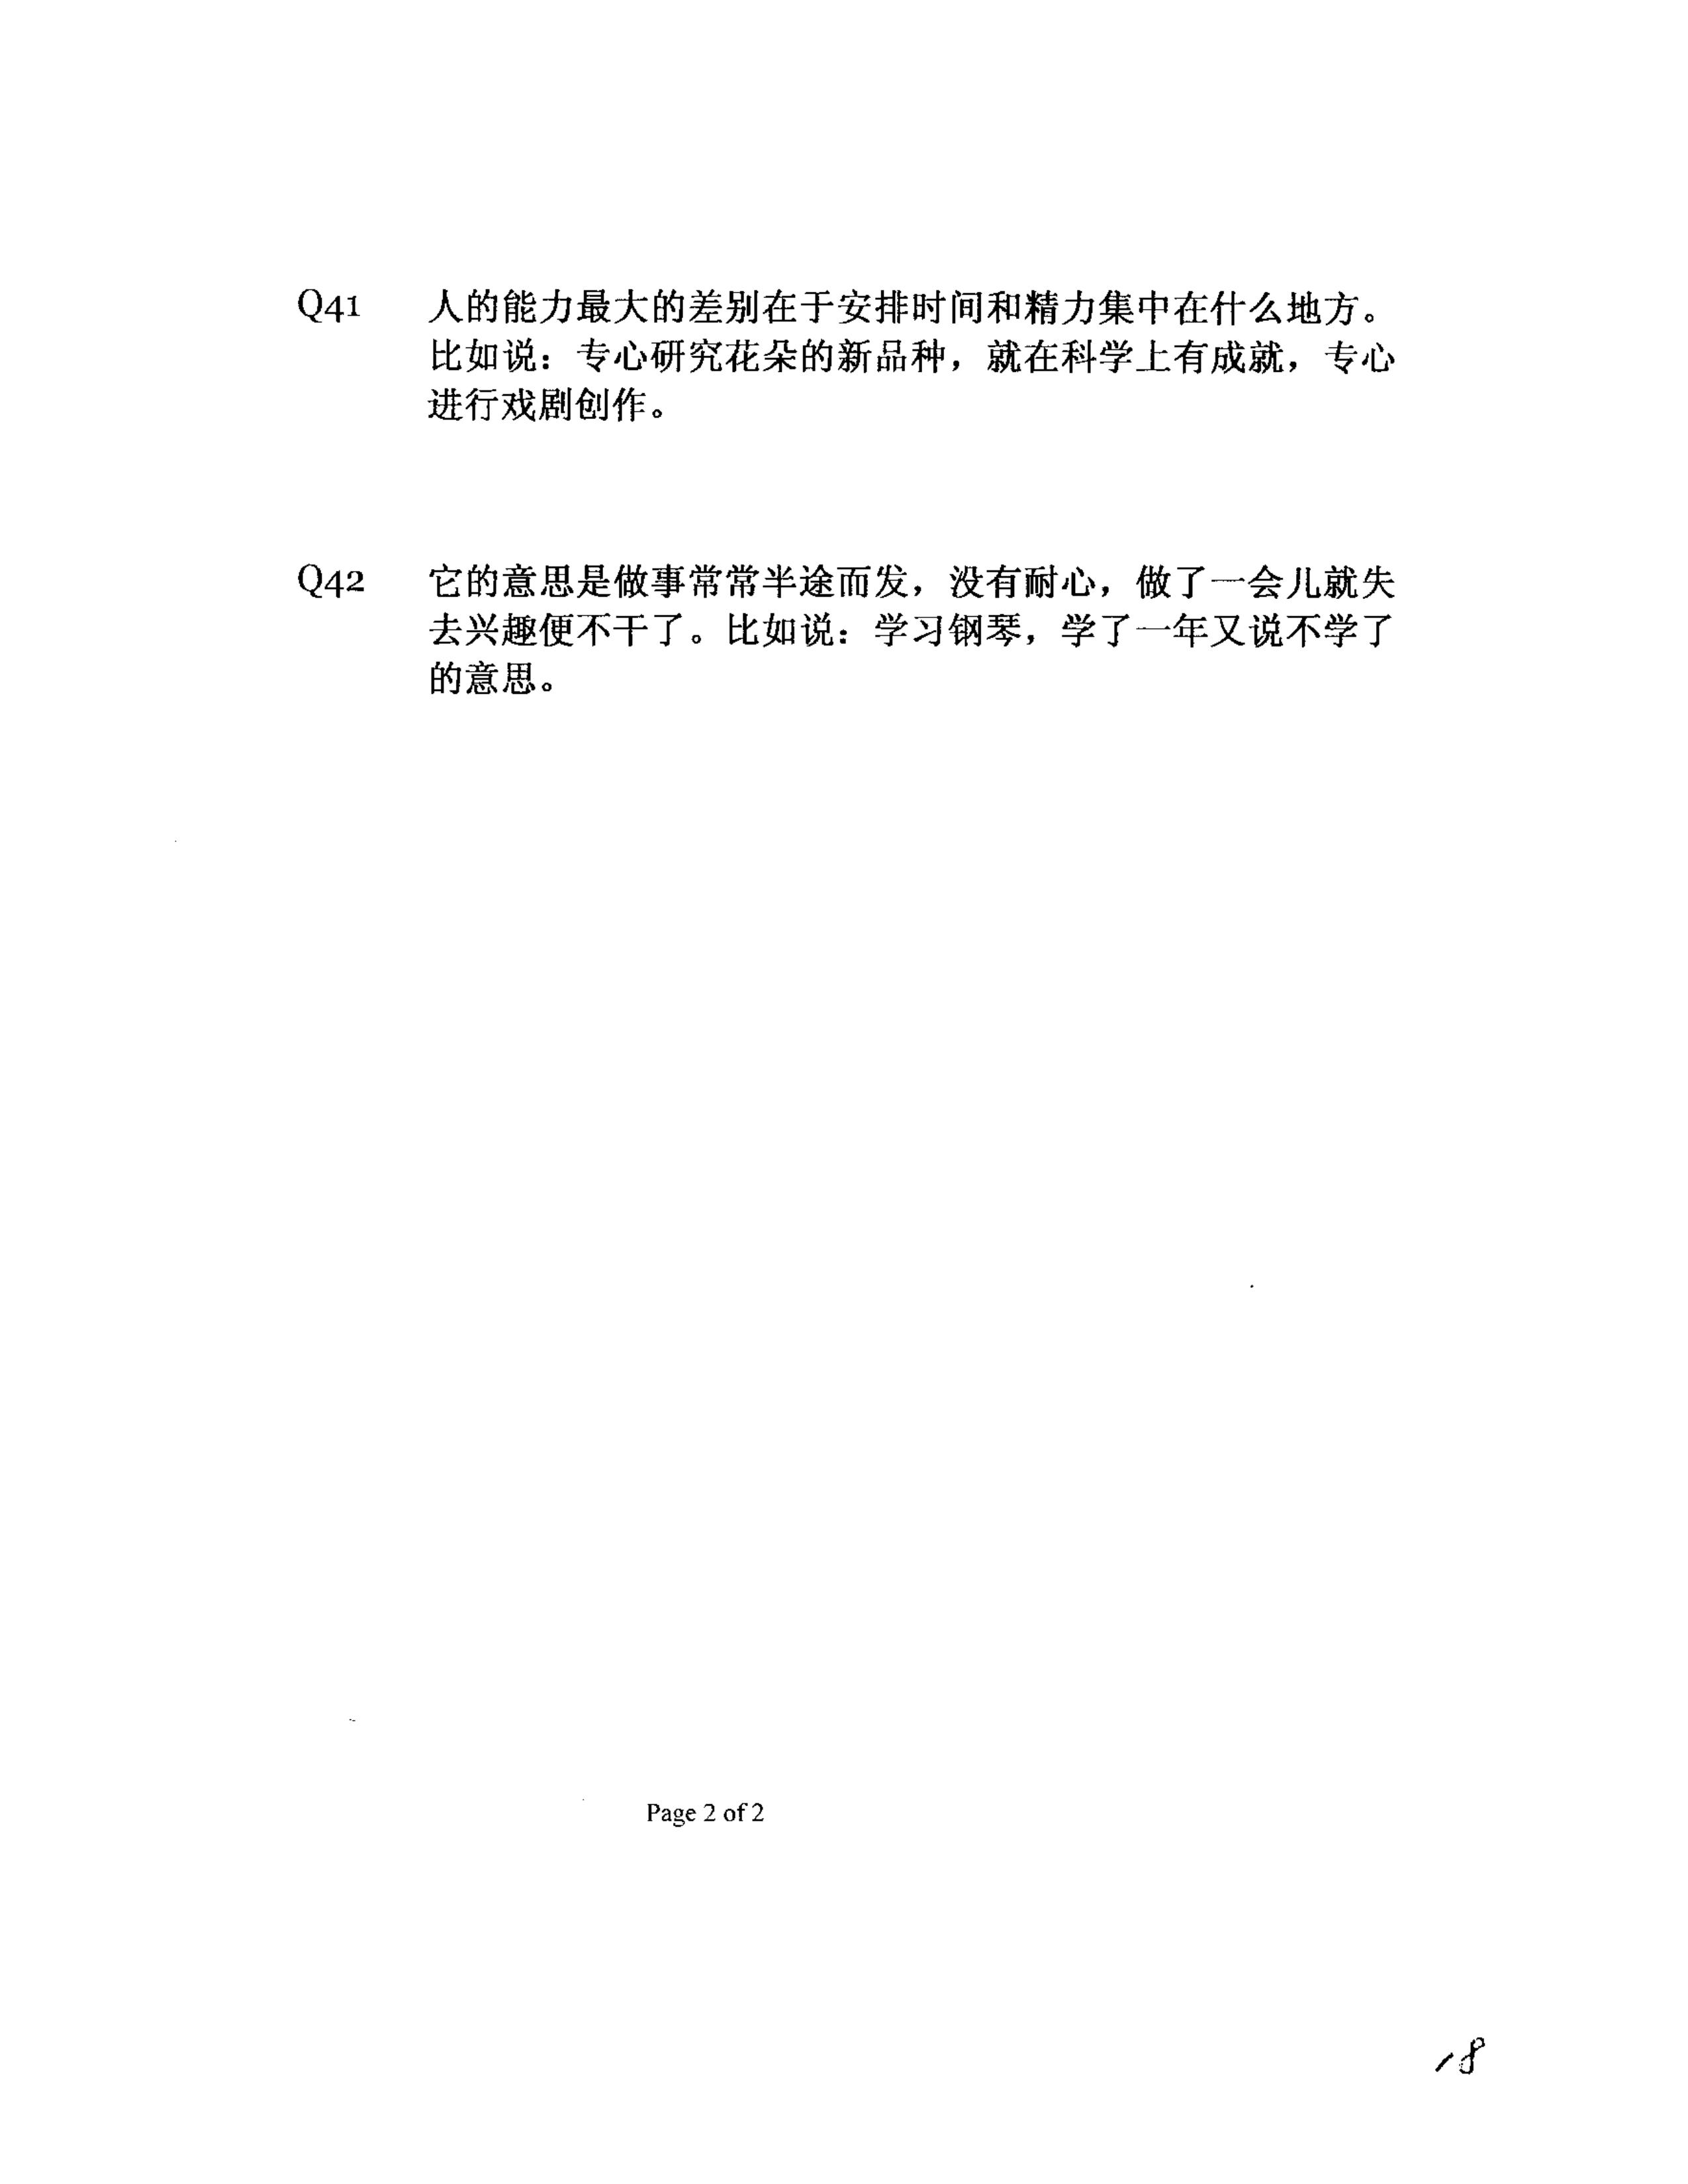 Q41 人的能力最大的差别在于安排时间和精力集中在什么地方。
比如说：专心研究花朵的新品种，就在科学上有成就，专心
进行戏剧创作。
Q42 它的意思是做事常常半途而发，没有耐心，做了一会儿就失
去兴趣便不干了。比如说：学习钢琴，学了一年又说不学了
的意思。
Page 2 of 2
18